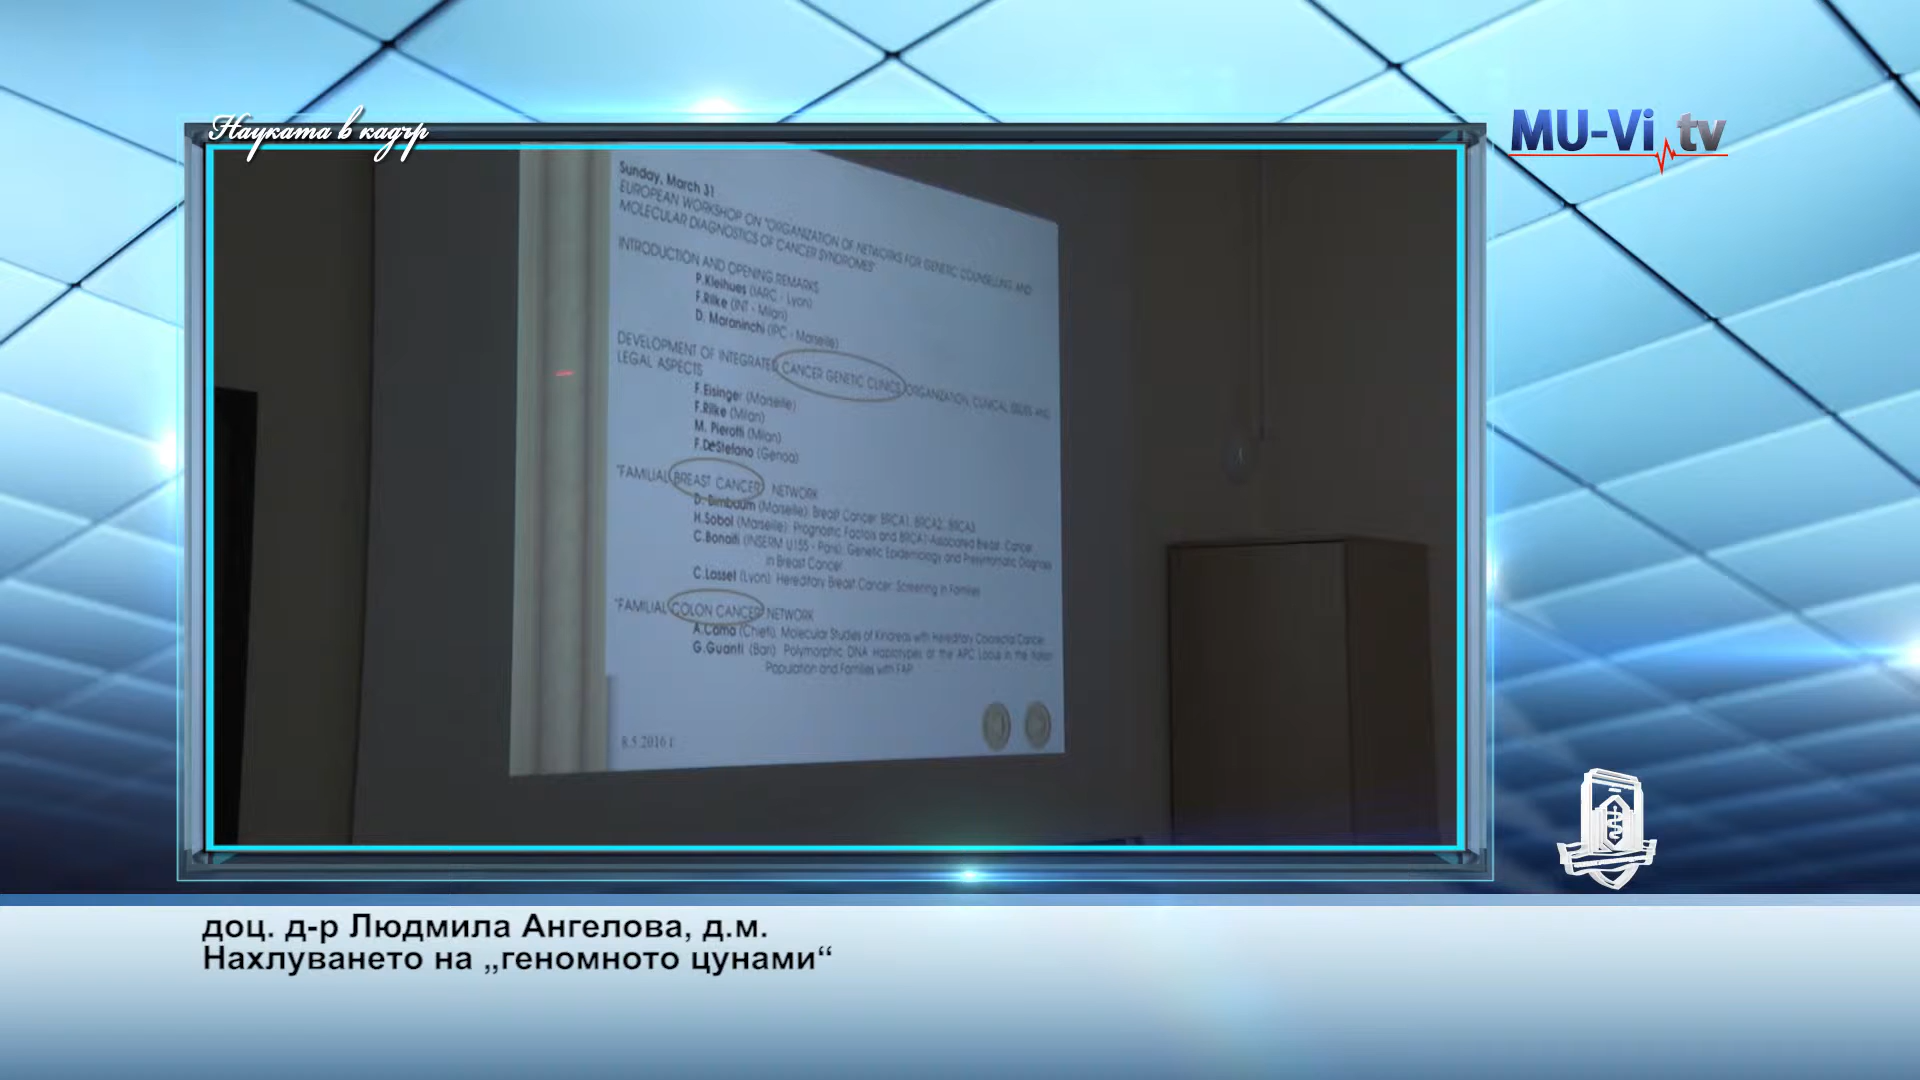 Науката в кадър
MU-Vi.tv
Sunday, March 31
EUROPEAN WORKSHOP ON "ORGANIZATION OF NETWORKS FOR GENETIC COUNSELLING AND
MOLECULAR DIAGNOSTICS OF CANCER SYNDROMES"
INTRODUCTION AND OPENING REMARKS
P.Kleihues (IARC - Lyon)
F.Rilke (INT - Milan)
D. Maraninchi (IPC - Marseille)
DEVELOPMENT OF INTEGRATED CANCER GENETIC CLINICS ORGANIZATION, CLINICAL ISSUES AND
LEGAL ASPECTS
F.Eisinger (Marseille)
F.Rilke (Milan)
M. Pierotti (Milan)
F.DeStefano (Genoa)
"FAMILIAL BREAST CANCER" NETWORK
D. Birnbaum (Marseille): Breast Cancer: BRCA1, BRCA2, BRCA3
H.Sobol (Marseille): Prognostic Factors and BRCA1-Associated Breast Cancer
C.Bonaiti (INSERM U155 - Paris): Genetic Epidemiology and Presymptomatic Diagnosis
in Breast Cancer
C.Lasset (Lyon): Hereditary Breast Cancer: Screening in Families
"FAMILIAL COLON CANCER" NETWORK
A.Cama (Chieti): Molecular Studies of Kindreds with Hereditary Colorectal Cancer
G.Guanti (Bari): Polymorphic DNA Haplotypes at the APC Locus in the Italian
Population and Families with FAP
8.5.2016 г
доц. д-р Людмила Ангелова, д.м.
Нахлуването на „геномното цунами“